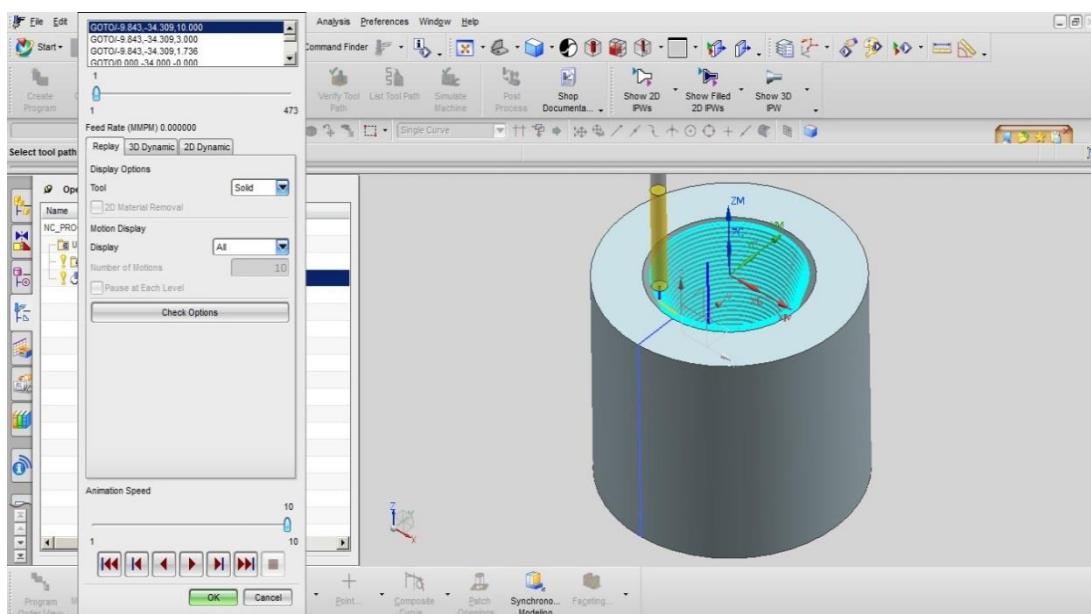 File Edit
Analysis Preferences Window Help
Start
Command Finder
Create Program
Verify Tool Path
List Tool Path
Simulate Machine
Post Process
Shop Documenta...
Show 2D IPWs
Show Filled 2D IPWs
Show 3D IPW
Single Curve
Select tool path
GOTO/-9.843,-34.309,10.000
GOTO/-9.843,-34.309,3.000
GOTO/-9.843,-34.309,1.736
GOTO/0.000,-34.000,-0.000
1
1 473
Feed Rate (MMPM) 0.000000
Replay 3D Dynamic 2D Dynamic
Display Options
Tool Solid
2D Material Removal
Motion Display
Display All
Number of Motions 10
Pause at Each Level
Check Options
Animation Speed
10
1 10
OK Cancel
Ope
Name
NC_PRO
U
ZM
Z
X
Program Order View
Point...
Composite Curve
Patch Openings
Synchrono... Modeling
Faceting...